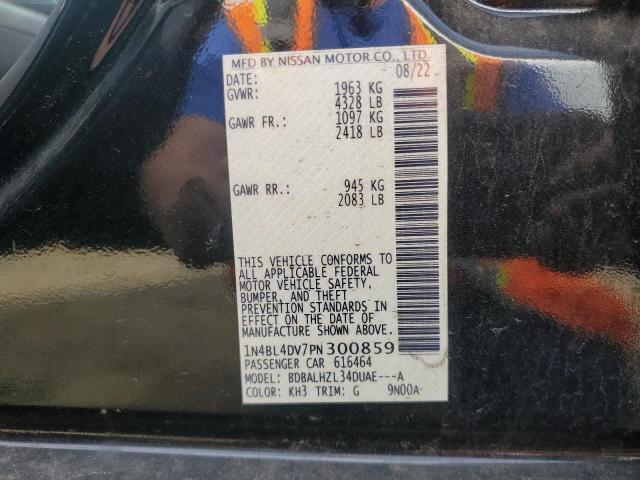 MFD BY NISSAN MOTOR CO., LTD.
DATE: 08/22
GVWR: 1963 KG
4328 LB
GAWR FR.: 1097 KG
2418 LB
GAWR RR.: 945 KG
2083 LB
THIS VEHICLE CONFORMS TO
ALL APPLICABLE FEDERAL
MOTOR VEHICLE SAFETY,
BUMPER, AND THEFT
PREVENTION STANDARDS IN
EFFECT ON THE DATE OF
MANUFACTURE SHOWN ABOVE.
1N4BL4DV7PN300859
PASSENGER CAR 616464
MODEL: BDBALHZL34DUAE---A
COLOR: KH3 TRIM: G 9N00A